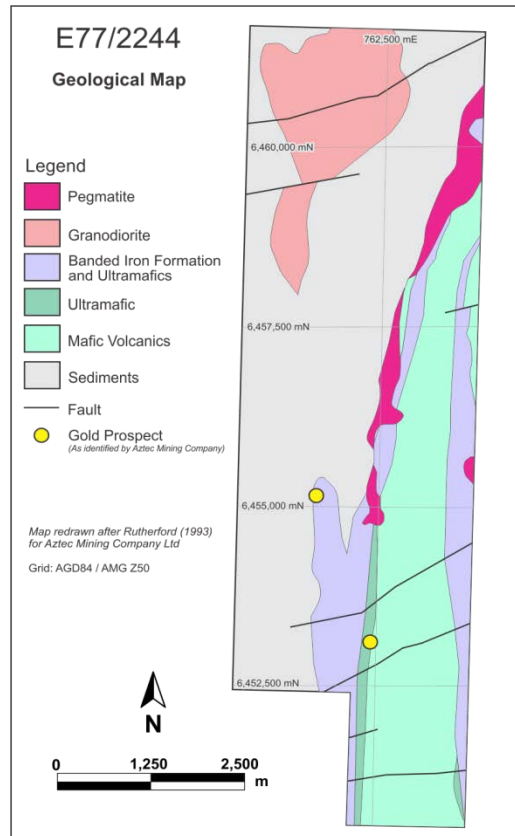 E77/2244
Geological Map
762,500 mE
6,460,000 mN
Legend
Pegmatite
Granodiorite
Banded Iron Formation
and Ultramafics
Ultramafic
Mafic Volcanics
Sediments
Fault
Gold Prospect
(As identified by Aztec Mining Company)
6,457,500 mN
6,455,000 mN
Map redrawn after Rutherford (1993)
for Aztec Mining Company Ltd
Grid: AGD84 / AMG Z50
6,452,500 mN
N
0 1,250 2,500
m